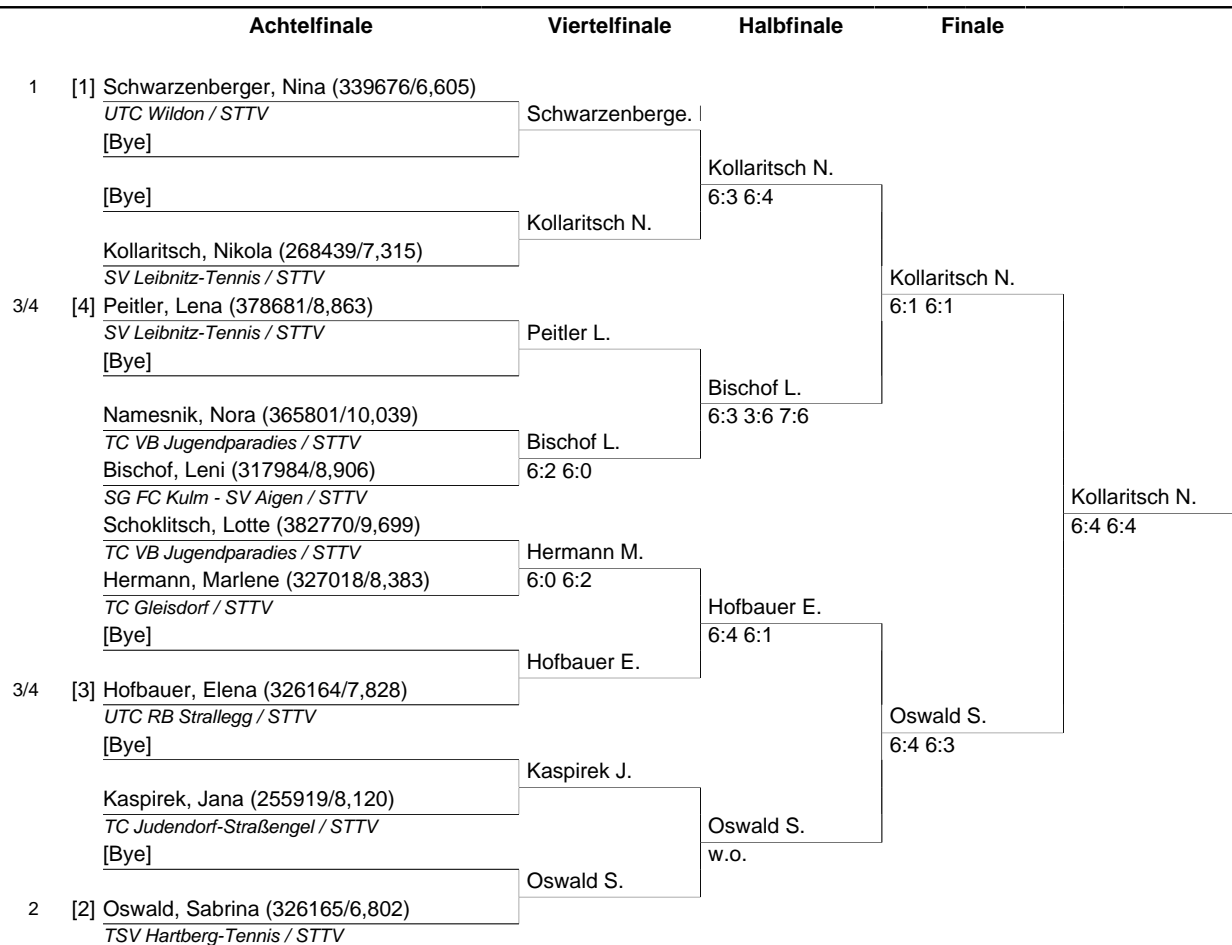 Achtelfinale Viertelfinale Halbfinale Finale
1 [1] Schwarzenberger, Nina (339676/6,605)
UTC Wildon / STTV Schwarzenberge.
[Bye]
Kollaritsch N.
[Bye] 6:3 6:4
Kollaritsch N.
Kollaritsch, Nikola (268439/7,315)
SV Leibnitz-Tennis / STTV Kollaritsch N.
3/4 [4] Peitler, Lena (378681/8,863) 6:1 6:1
SV Leibnitz-Tennis / STTV Peitler L.
[Bye]
Bischof L.
Namesnik, Nora (365801/10,039) 6:3 3:6 7:6
TC VB Jugendparadies / STTV Bischof L.
Bischof, Leni (317984/8,906) 6:2 6:0
SG FC Kulm - SV Aigen / STTV Kollaritsch N.
Schoklitsch, Lotte (382770/9,699) 6:4 6:4
TC VB Jugendparadies / STTV Hermann M.
Hermann, Marlene (327018/8,383) 6:0 6:2
TC Gleisdorf / STTV Hofbauer E.
[Bye] 6:4 6:1
Hofbauer E.
3/4 [3] Hofbauer, Elena (326164/7,828)
UTC RB Strallegg / STTV Oswald S.
[Bye] 6:4 6:3
Kaspirek J.
Kaspirek, Jana (255919/8,120)
TC Judendorf-Straßengel / STTV Oswald S.
[Bye] w.o.
Oswald S.
2 [2] Oswald, Sabrina (326165/6,802)
TSV Hartberg-Tennis / STTV